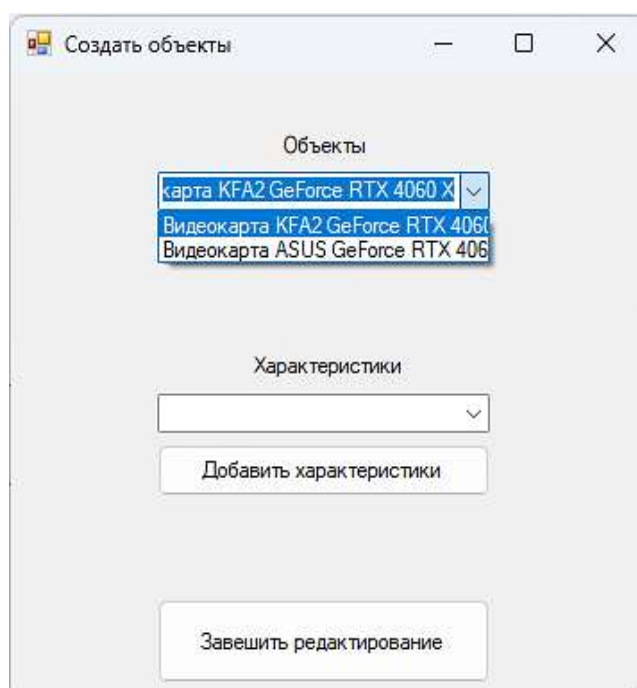 Создать объекты
Объекты
карта KFA2 GeForce RTX 4060 X
Видеокарта KFA2 GeForce RTX 4060
Видеокарта ASUS GeForce RTX 406
Характеристики
Добавить характеристики
Завешить редактирование